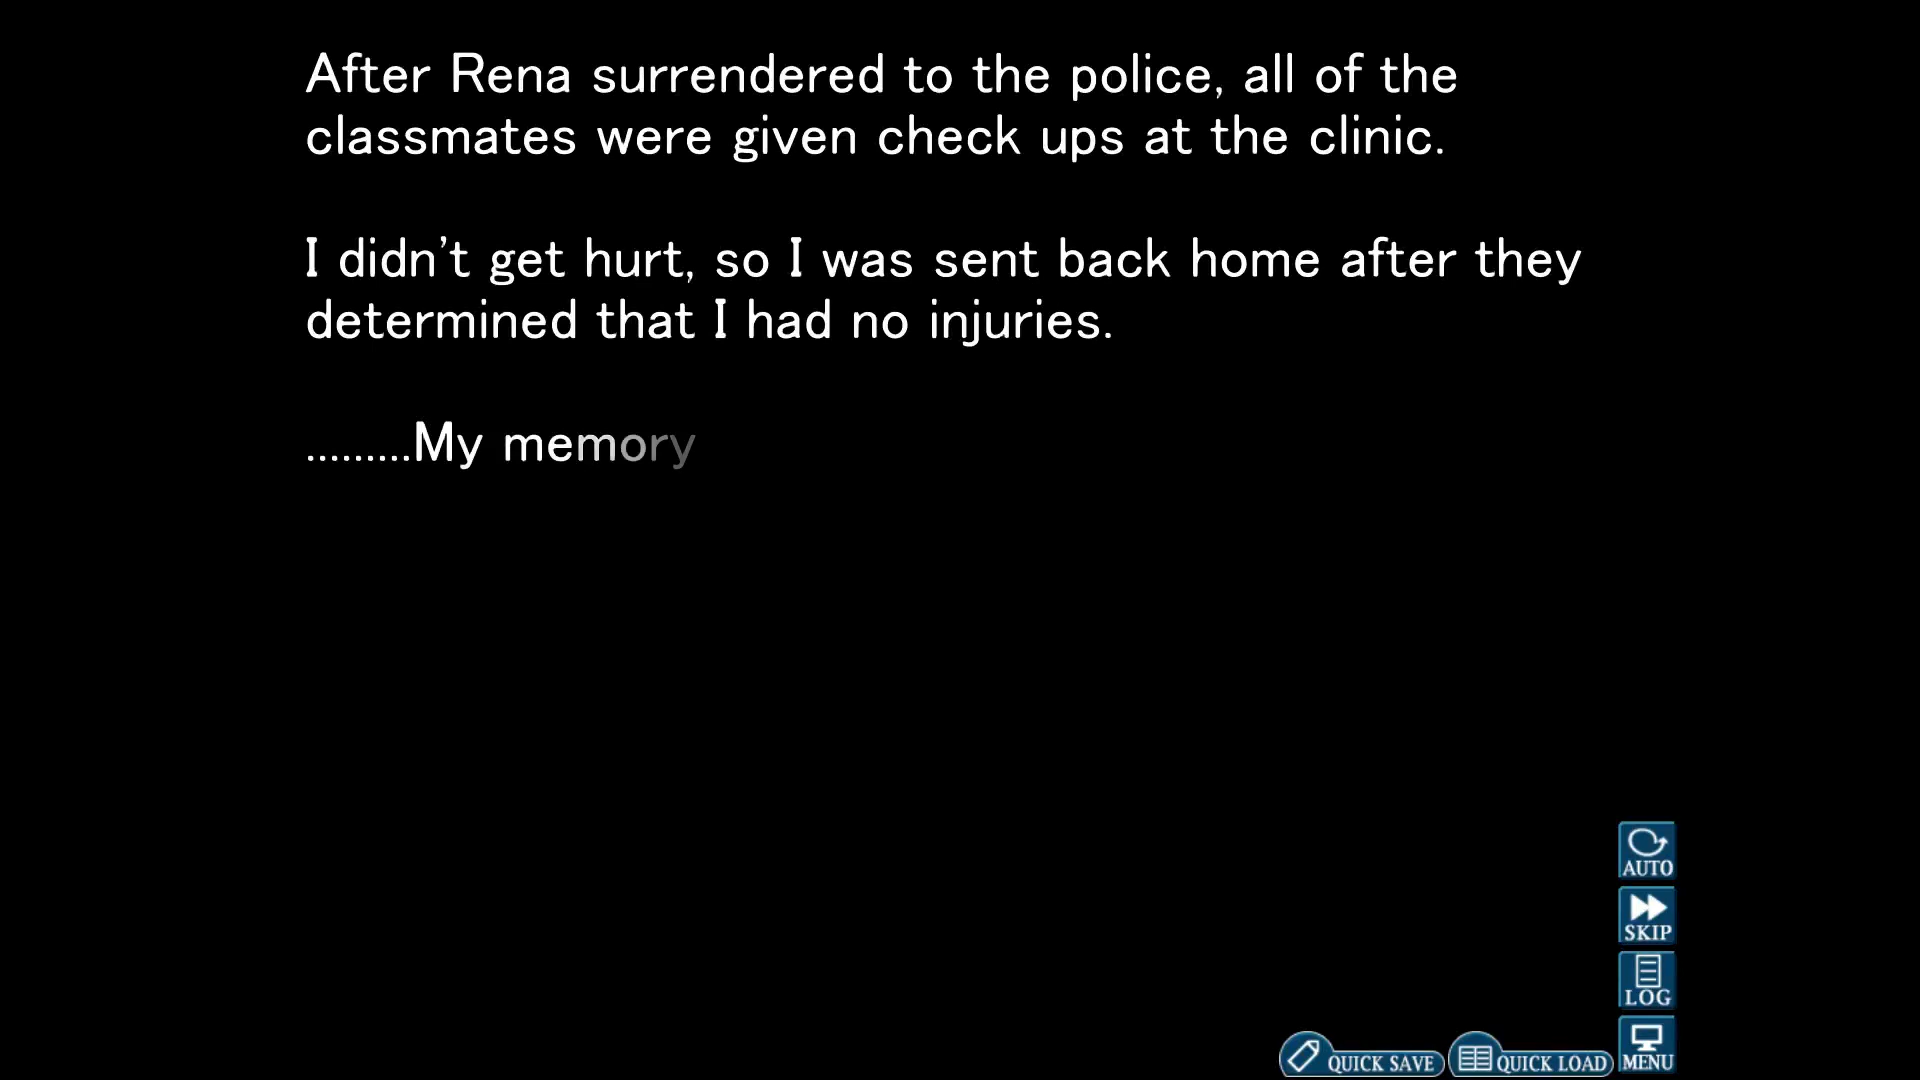 After Rena surrendered to the police, all of the
classmates were given check ups at the clinic.
I didn't get hurt, so I was sent back home after they
determined that I had no injuries.
.........My memory
AUTO
SKIP
LOG
QUICK SAVE
QUICK LOAD
MENU